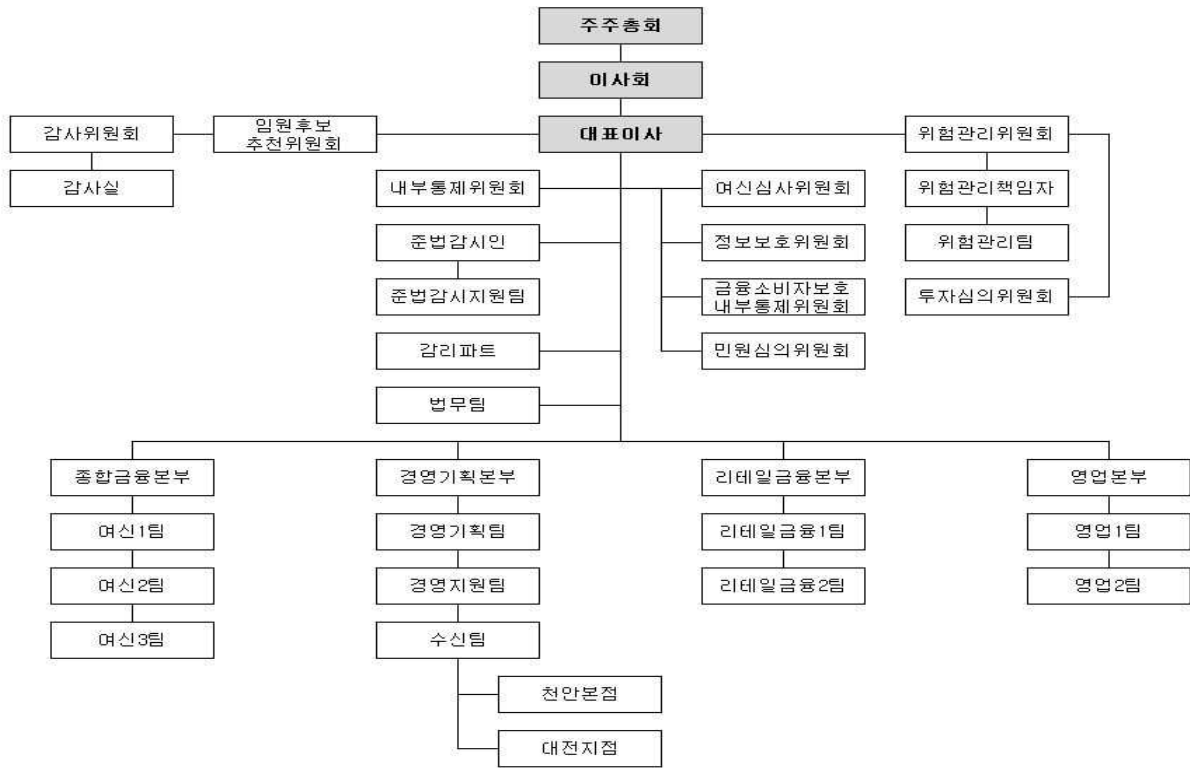 주주총회
이사회
감사위원회
임원후보
추천위원회
대표이사
위험관리위원회
감사실
내부통제위원회
여신심사위원회
위험관리책임자
준법감시인
정보보호위원회
위험관리팀
준법감시지원팀
금융소비자보호
내부통제위원회
투자심의위원회
감리파트
민원심의위원회
법무팀
종합금융본부
경영기획본부
리테일금융본부
영업본부
여신1팀
경영기획팀
리테일금융1팀
영업1팀
여신2팀
경영지원팀
리테일금융2팀
영업2팀
여신3팀
수신팀
천안본점
대전지점